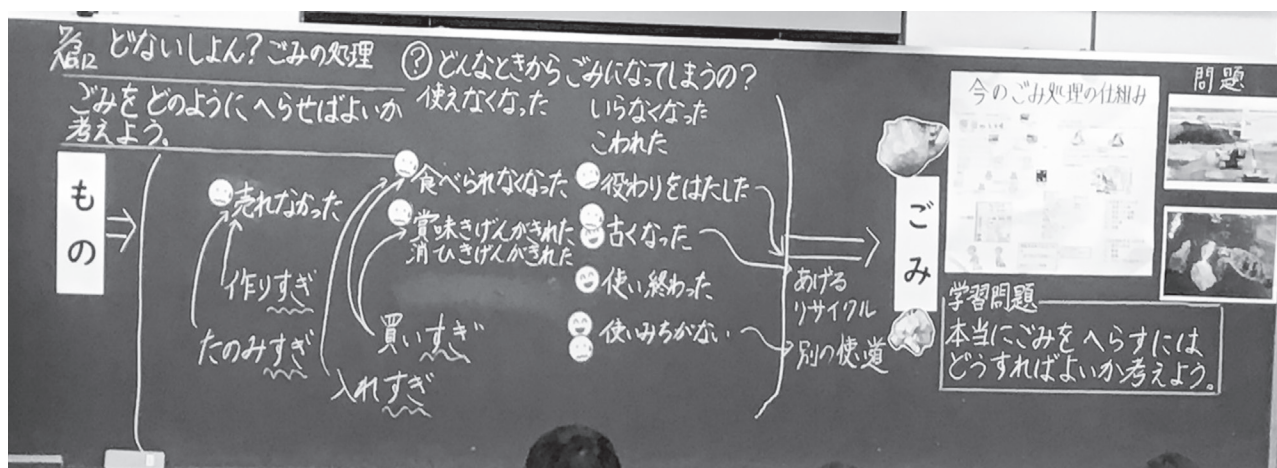 どないしよん?ごみの処理
ごみをどのようにへらせばよいか
考えよう。
もの
売れなかった
作りすぎ
たのみすぎ
?どんなときからごみになってしまうの?
使えなくなった
いらなくなった
こわれた
食べられなくなった
賞味きげんがきれた
消ひきげんがきれた
買いすぎ
入れすぎ
役わりをはたした
古くなった
使い終わった
使いみちがない
あげる
リサイクル
別の使い道
ごみ
今のごみ処理の仕組み
問題
学習問題
本当にごみをへらすには
どうすればよいか考えよう。